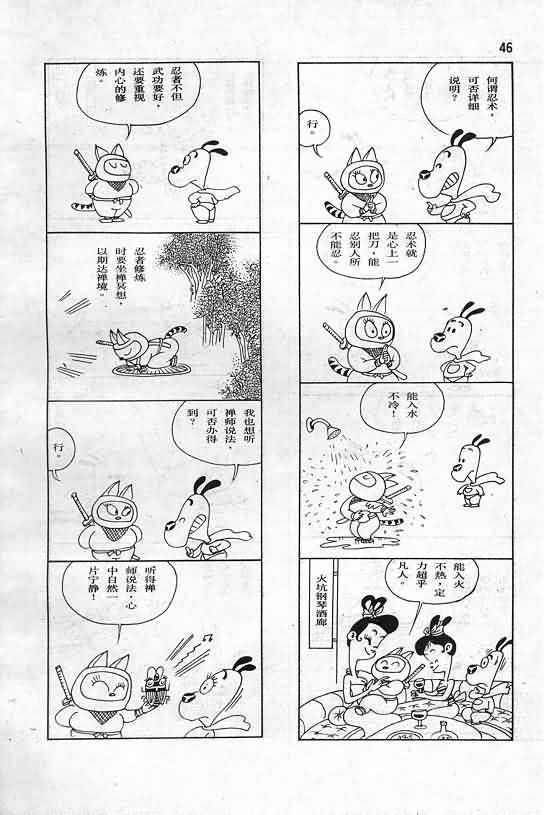 46
何谓忍术，
可否详细
说明？
行。
忍术就
是心上一
把刀，能
忍别人所
不能忍。
能入水
不冷！
能入火
不热，定
力超乎
凡人。
火坑钢琴酒廊
忍者不但
武功要好，
还要重视
内心的修
炼。
忍者修炼
时要坐禅冥想，
以期达禅境。
我也想听
禅师说法，
可否办得
到？
行。
听得禅
师说法，心
中自然一
片宁静！